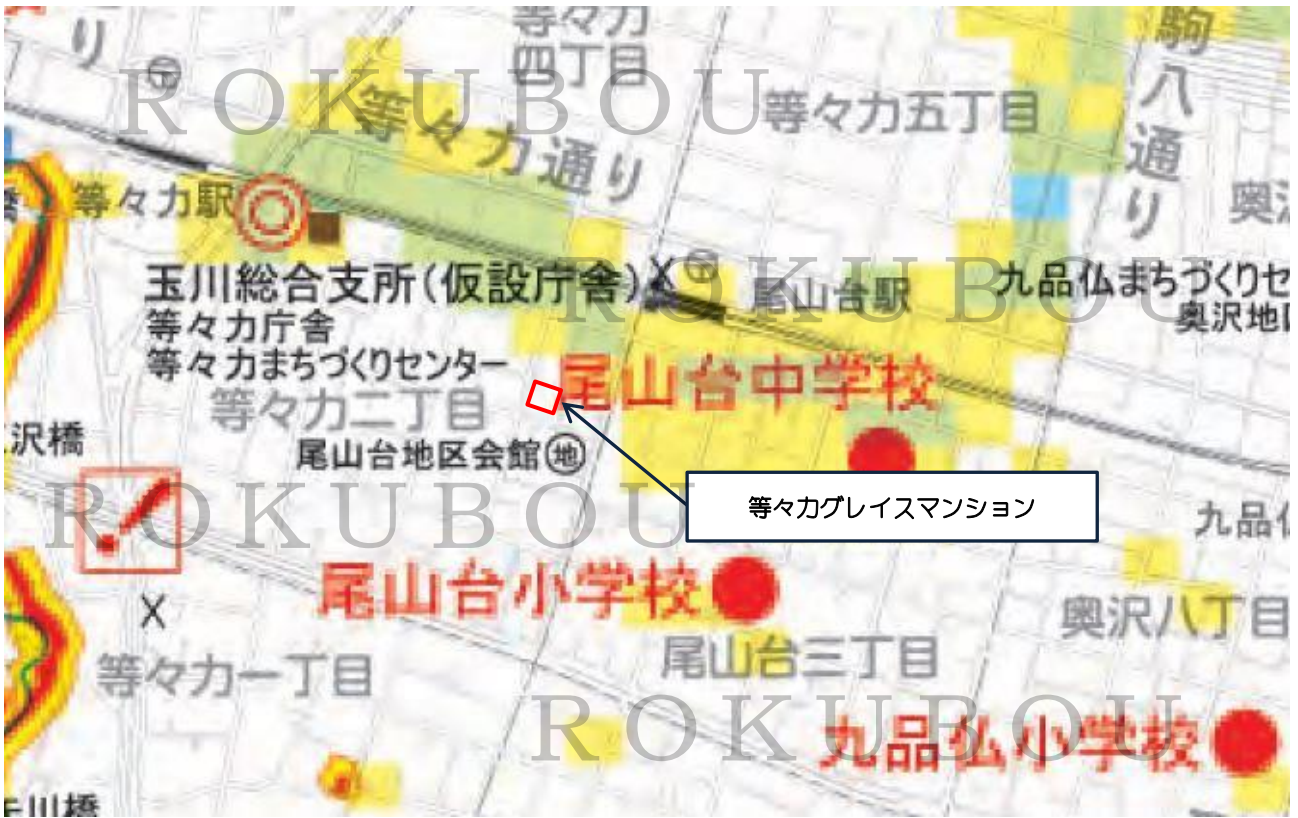 り
〒
等々力
四丁目
ROKUBOU
等々力五丁目
駒八通り
等々力通り
等々力駅
玉川総合支所(仮設庁舎)X
〒
等々力庁舎
等々力まちづくりセンター
ROKUBOU
尾山台駅
九品仏まちづくりセ
奥沢地
尾山台中学校
等々力二丁目
尾山台地区会館
地
沢橋
等々力グレイスマンション
ROKUBOU
九品
尾山台小学校
X
奥沢八丁目
等々力一丁目
尾山台三丁目
ROKUBOU
九品仏小学校
川橋